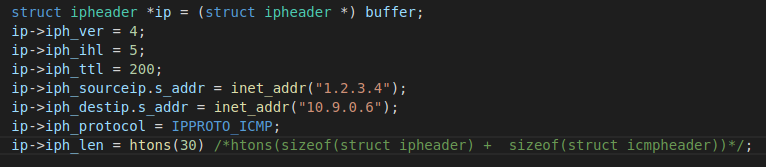 struct ipheader *ip = (struct ipheader *) buffer;
ip->iph_ver = 4;
ip->iph_ihl = 5;
ip->iph_ttl = 200;
ip->iph_sourceip.s_addr = inet_addr("1.2.3.4");
ip->iph_destip.s_addr = inet_addr("10.9.0.6");
ip->iph_protocol = IPPROTO_ICMP;
ip->iph_len = htons(30) /*htons(sizeof(struct ipheader) +  sizeof(struct icmpheader))*/;